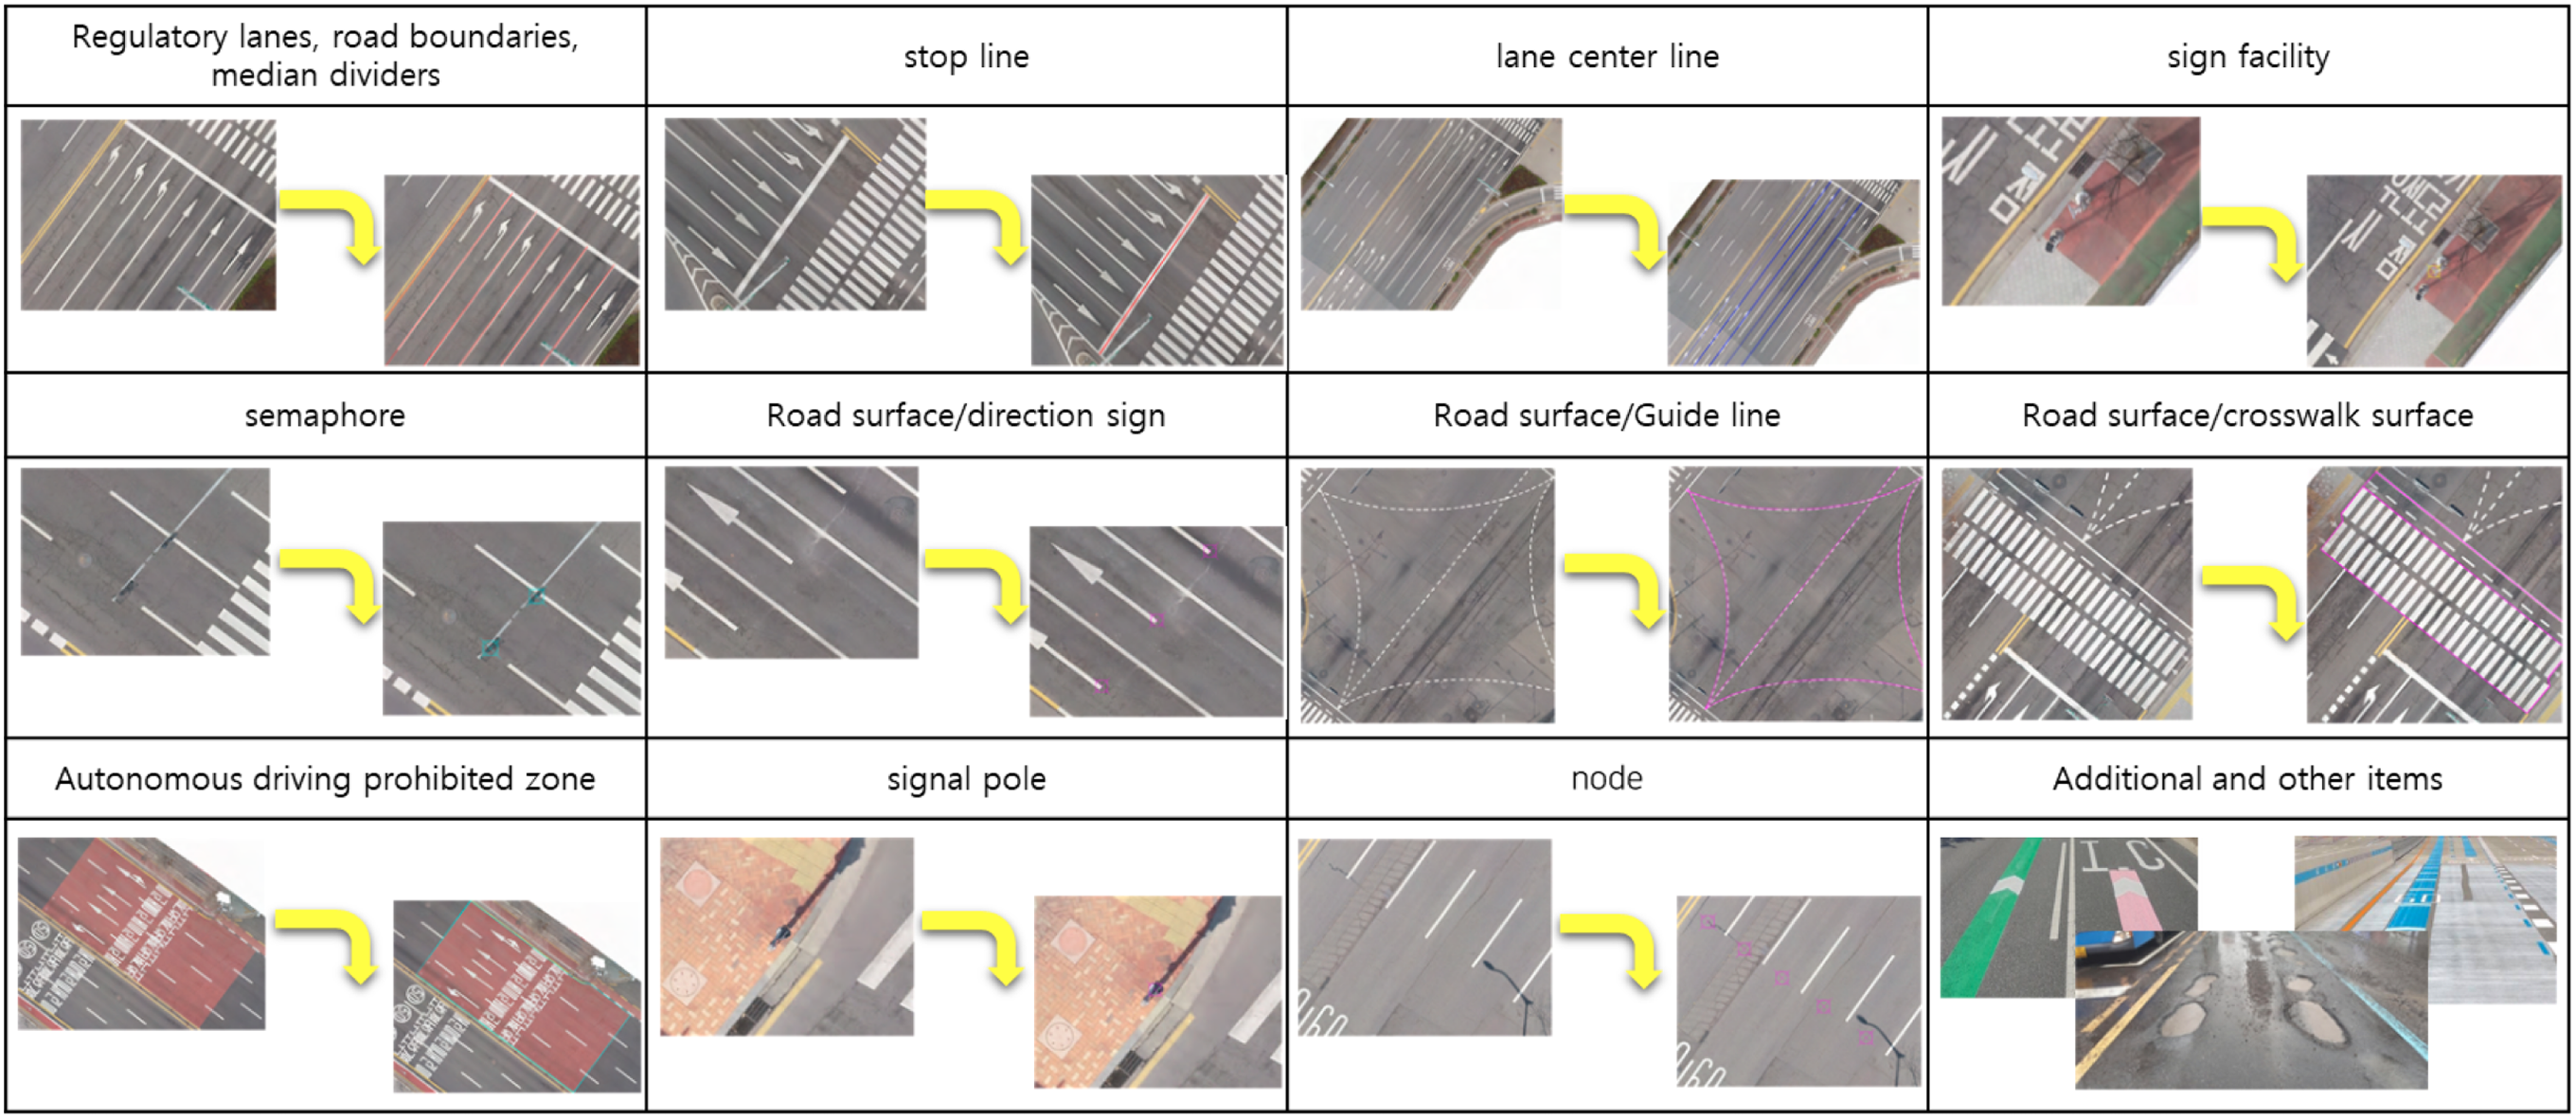 Regulatory lanes, road boundaries,
median dividers
stop line
lane center line
sign facility
semaphore
Road surface/direction sign
Road surface/Guide line
Road surface/crosswalk surface
Autonomous driving prohibited zone
signal pole
node
Additional and other items
I.C